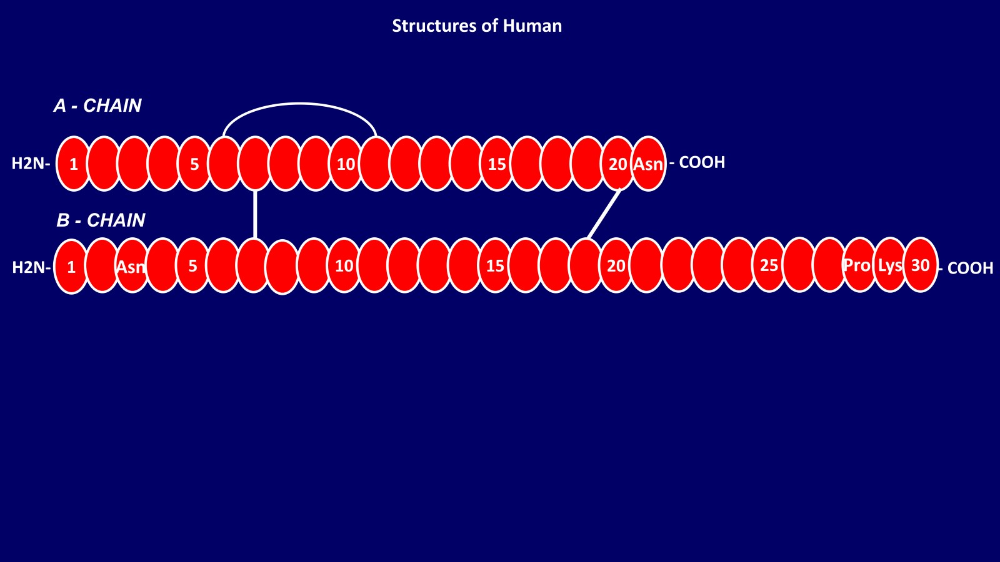 Structures of Human
A - CHAIN
H2N- 1 5 10 15 20 Asn - COOH
B - CHAIN
H2N- 1 Asn 5 10 15 20 25 Pro Lys 30 - COOH